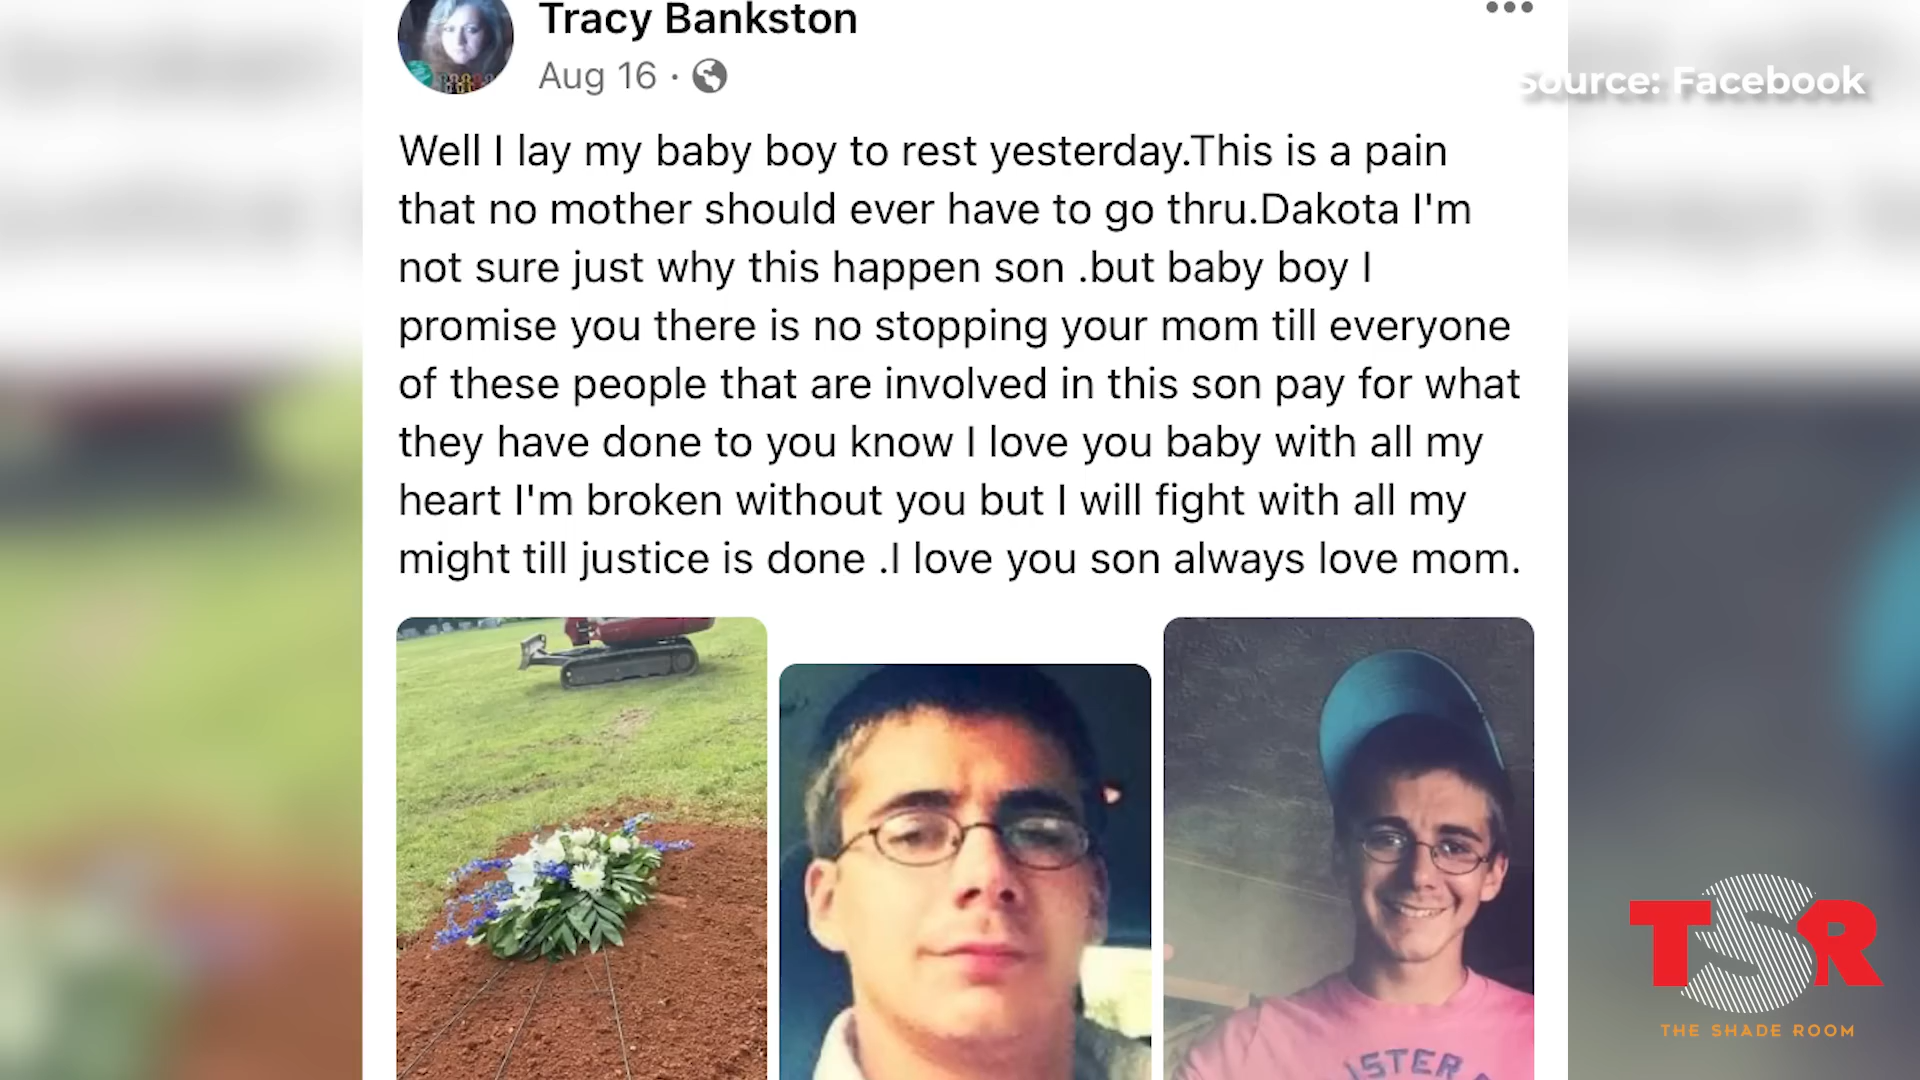 Tracy Bankston
Aug 16 ·
Source: Facebook
Well I lay my baby boy to rest yesterday.This is a pain
that no mother should ever have to go thru.Dakota I'm
not sure just why this happen son .but baby boy I
promise you there is no stopping your mom till everyone
of these people that are involved in this son pay for what
they have done to you know I love you baby with all my
heart I'm broken without you but I will fight with all my
might till justice is done .I love you son always love mom.
ISTER
TSR
THE SHADE ROOM